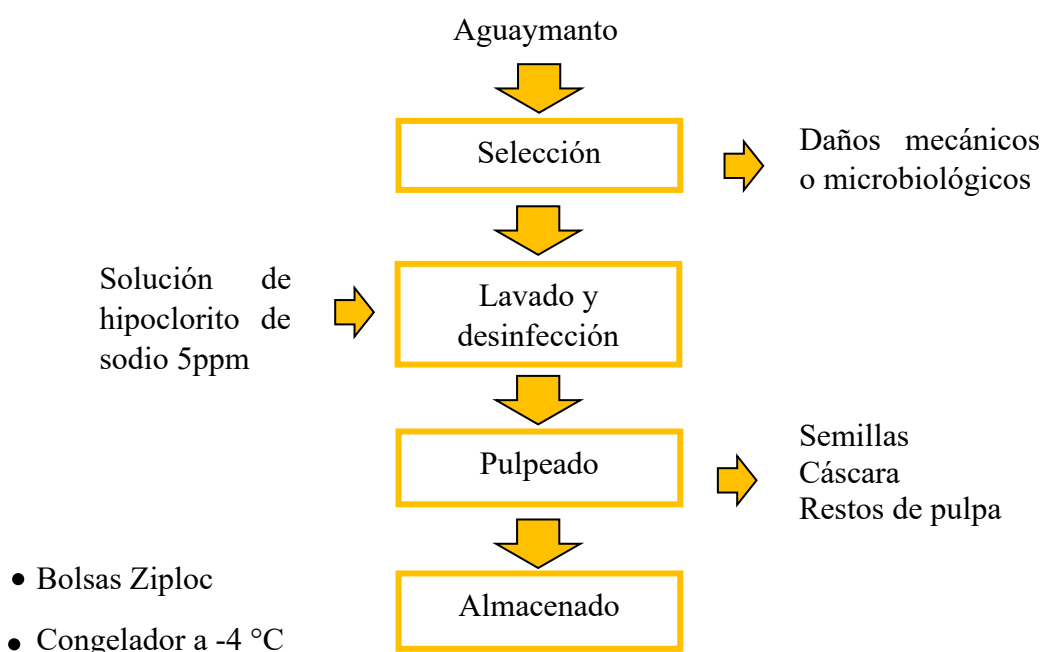 Aguaymanto
Selección
Daños mecánicos
o microbiológicos
Solución de
hipoclorito de
sodio 5ppm
Lavado y
desinfección
Pulpeado
Semillas
Cáscara
Restos de pulpa
• Bolsas Ziploc
Almacenado
• Congelador a -4 °C